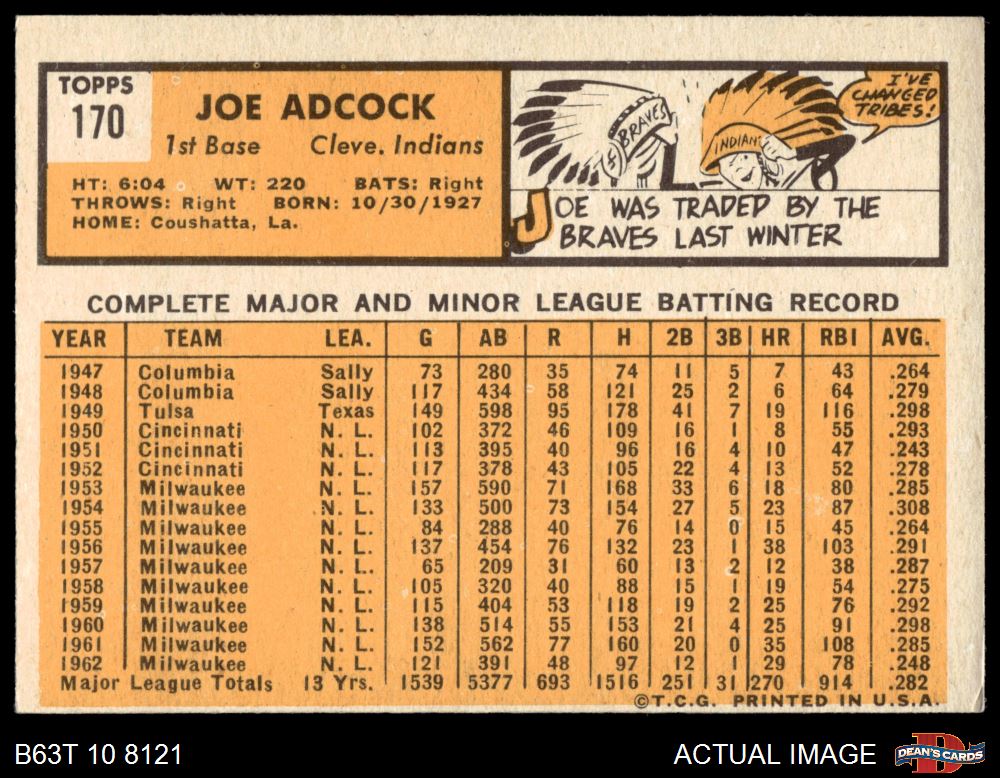 TOPPS
170
JOE ADCOCK
1st Base Cleve. Indians
HT: 6:04 WT: 220 BATS: Right
THROWS: Right BORN: 10/30/1927
HOME: Coushatta, La.
BRAVES
INDIANS
I'VE
CHANGED
TRIBES!
JOE WAS TRADED BY THE
BRAVES LAST WINTER
COMPLETE MAJOR AND MINOR LEAGUE BATTING RECORD
YEAR TEAM LEA. G AB R H 2B 3B HR RBI AVG.
1947 Columbia Sally 73 280 35 74 11 5 7 43 .264
1948 Columbia Sally 117 434 58 121 25 2 6 64 .279
1949 Tulsa Texas 149 598 95 178 41 7 19 116 .298
1950 Cincinnati N. L. 102 372 46 109 16 1 8 55 .293
1951 Cincinnati N. L. 113 395 40 96 16 4 10 47 .243
1952 Cincinnati N. L. 117 378 43 105 22 4 13 52 .278
1953 Milwaukee N. L. 157 590 71 168 33 6 18 80 .285
1954 Milwaukee N. L. 133 500 73 154 27 5 23 87 .308
1955 Milwaukee N. L. 84 288 40 76 14 0 15 45 .264
1956 Milwaukee N. L. 137 454 76 132 23 1 38 103 .291
1957 Milwaukee N. L. 65 209 31 60 13 2 12 38 .287
1958 Milwaukee N. L. 105 320 40 88 15 1 19 54 .275
1959 Milwaukee N. L. 115 404 53 118 19 2 25 76 .292
1960 Milwaukee N. L. 138 514 55 153 21 4 25 91 .298
1961 Milwaukee N. L. 152 562 77 160 20 0 35 108 .285
1962 Milwaukee N. L. 121 391 48 97 12 1 29 78 .248
Major League Totals 13 Yrs. 1539 5377 693 1516 251 31 270 914 .282
©T.C.G. PRINTED IN U.S.A.
B63T 10 8121 ACTUAL IMAGE
DEAN'S CARDS